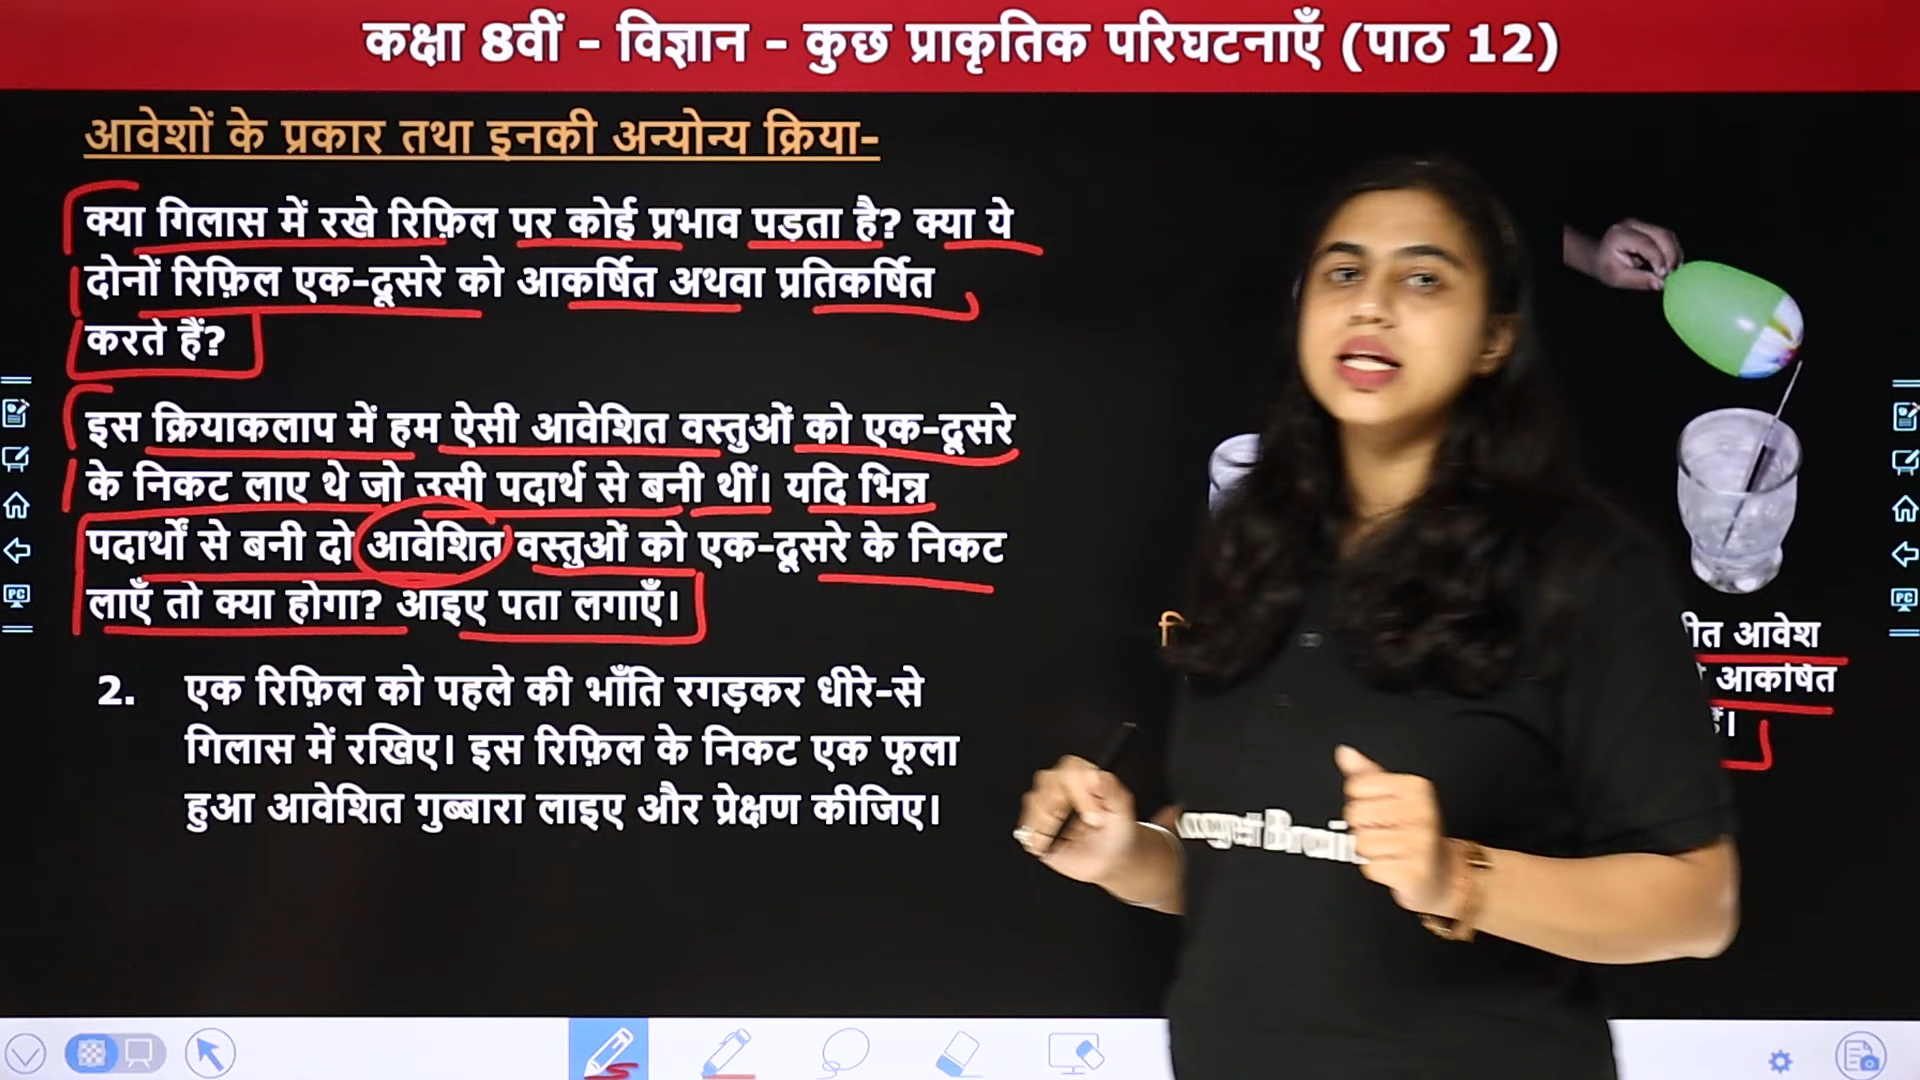 कक्षा 8वीं - विज्ञान - कुछ प्राकृतिक परिघटनाएँ (पाठ 12)
आवेशों के प्रकार तथा इनकी अन्योन्य क्रिया-
क्या गिलास में रखे रिफ़िल पर कोई प्रभाव पड़ता है? क्या ये
दोनों रिफ़िल एक-दूसरे को आकर्षित अथवा प्रतिकर्षित
करते हैं?
इस क्रियाकलाप में हम ऐसी आवेशित वस्तुओं को एक-दूसरे
के निकट लाए थे जो उसी पदार्थ से बनी थीं। यदि भिन्न
पदार्थों से बनी दो आवेशित वस्तुओं को एक-दूसरे के निकट
लाएँ तो क्या होगा? आइए पता लगाएँ।
2. एक रिफ़िल को पहले की भाँति रगड़कर धीरे-से
गिलास में रखिए। इस रिफ़िल के निकट एक फूला
हुआ आवेशित गुब्बारा लाइए और प्रेक्षण कीजिए।
आवेश
आकर्षित
PC
PC